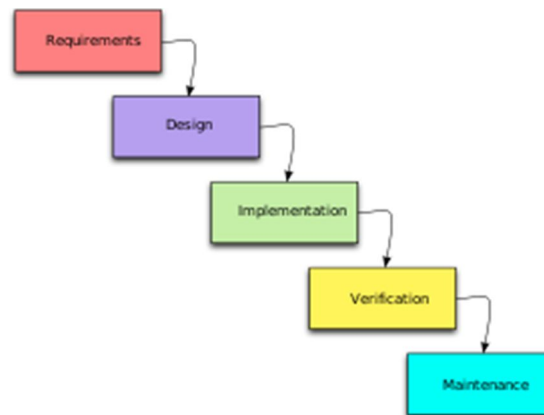 Requirements
Design
Implementation
Verification
Maintenance